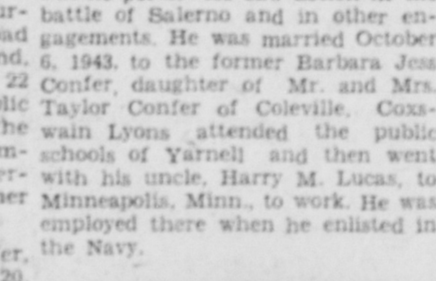 battle of Salerno and in other en-
gagements. He was married October
6, 1943, to the former Barbara Jess
Confer, daughter of Mr. and Mrs.
Taylor Confer of Coleville. Coxs-
wain Lyons attended the public
schools of Yarnell and then went
with his uncle, Harry M. Lucas, to
Minneapolis, Minn., to work. He was
employed there when he enlisted in
the Navy.